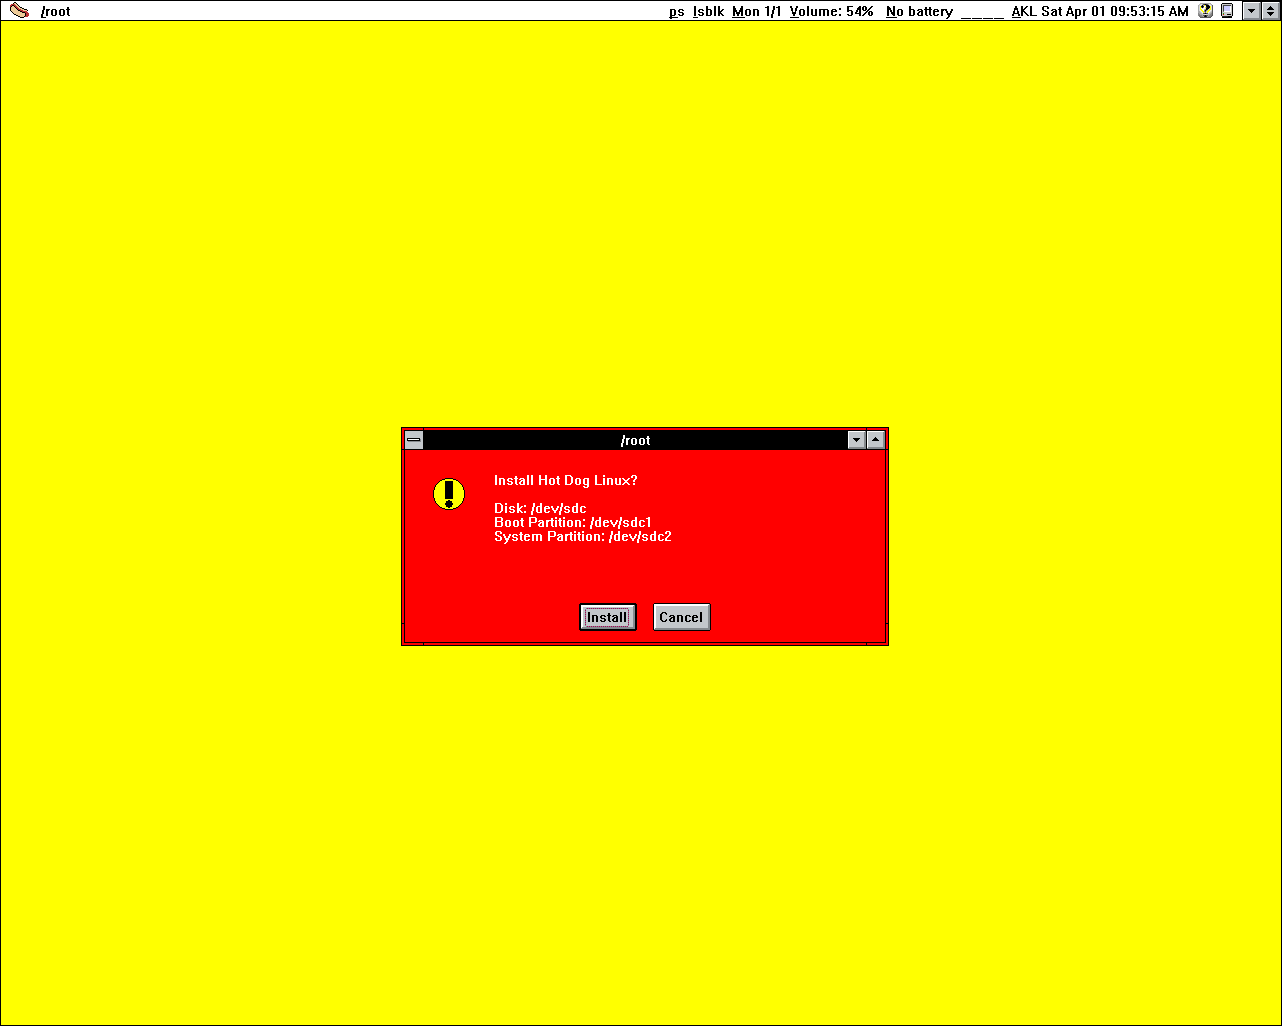 /root ps lsblk Mon 1/1 Volume: 54% No battery ____ AKL Sat Apr 01 09:53:15 AM ?
/root
Install Hot Dog Linux?
Disk: /dev/sdc
Boot Partition: /dev/sdc1
System Partition: /dev/sdc2
Install Cancel